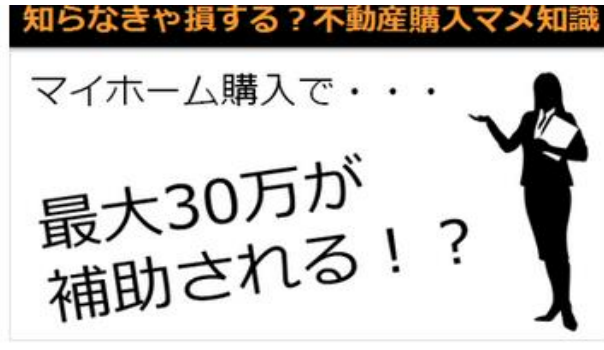 知らなきゃ損する？不動産購入マメ知識
マイホーム購入で・・・
最大30万が
補助される！？